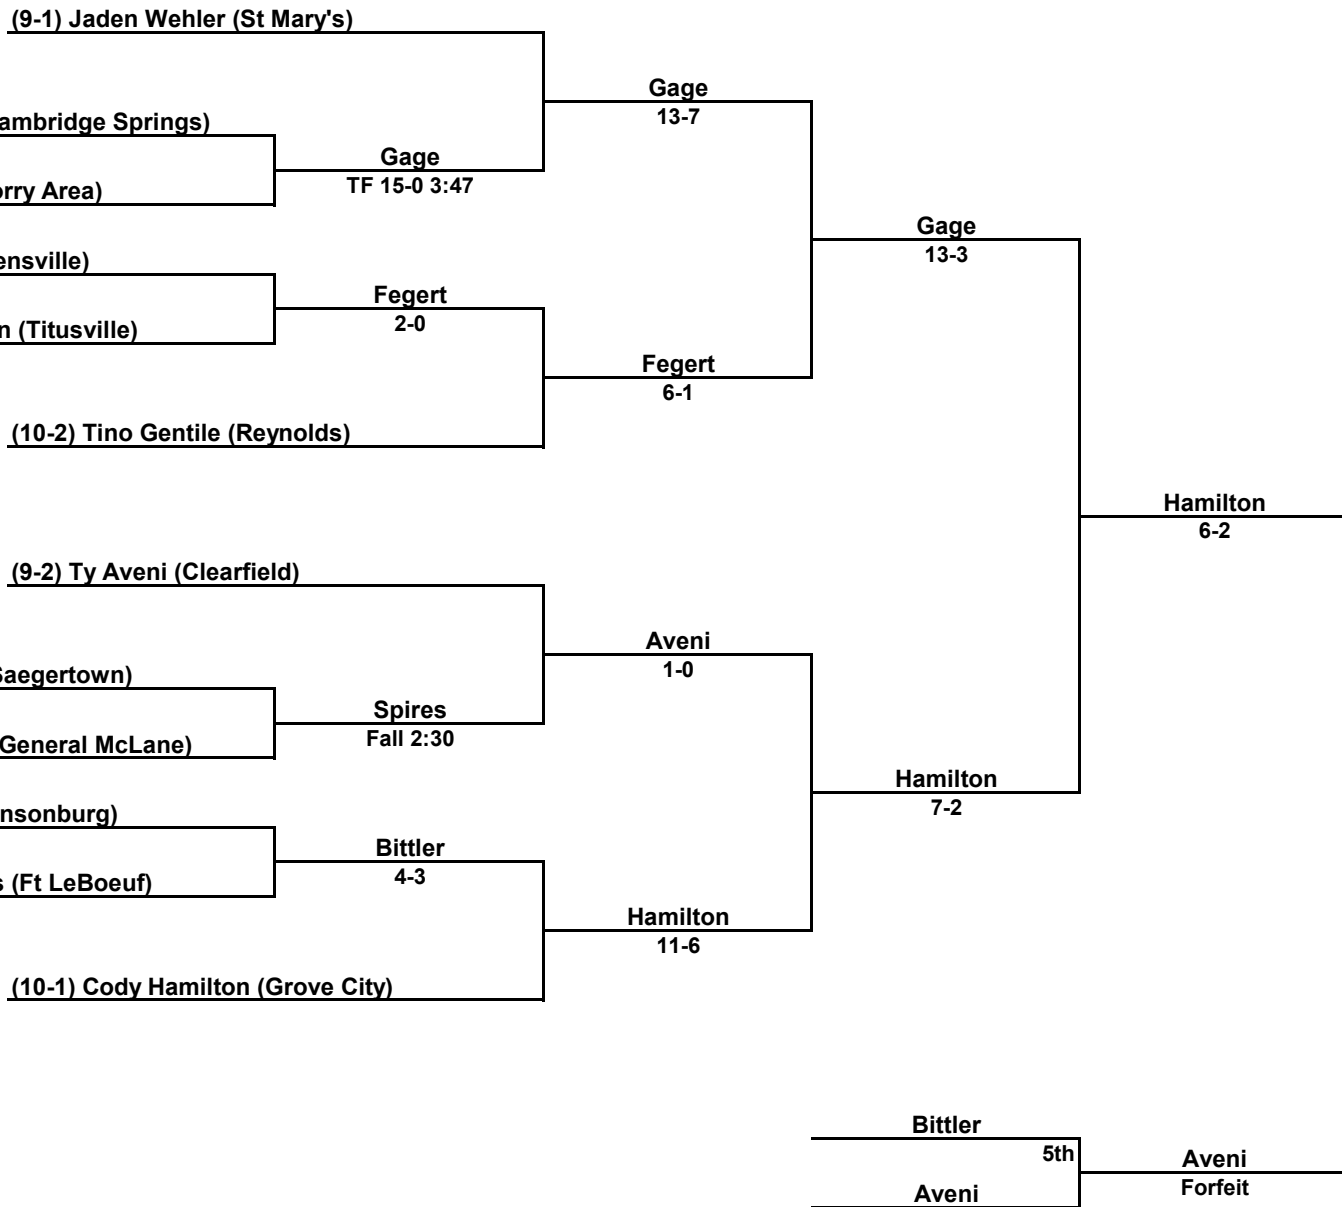 (9-1) Jaden Wehler (St Mary's)
Gage
13-7
ambridge Springs)
Gage
TF 15-0 3:47
orry Area)
Gage
13-3
ensville)
Fegert
2-0
n (Titusville)
Fegert
6-1
(10-2) Tino Gentile (Reynolds)
Hamilton
6-2
(9-2) Ty Aveni (Clearfield)
Aveni
1-0
Saegertown)
Spires
Fall 2:30
General McLane)
Hamilton
7-2
nsonburg)
Bittler
4-3
s (Ft LeBoeuf)
Hamilton
11-6
(10-1) Cody Hamilton (Grove City)
Bittler
5th
Aveni
Forfeit
Aveni